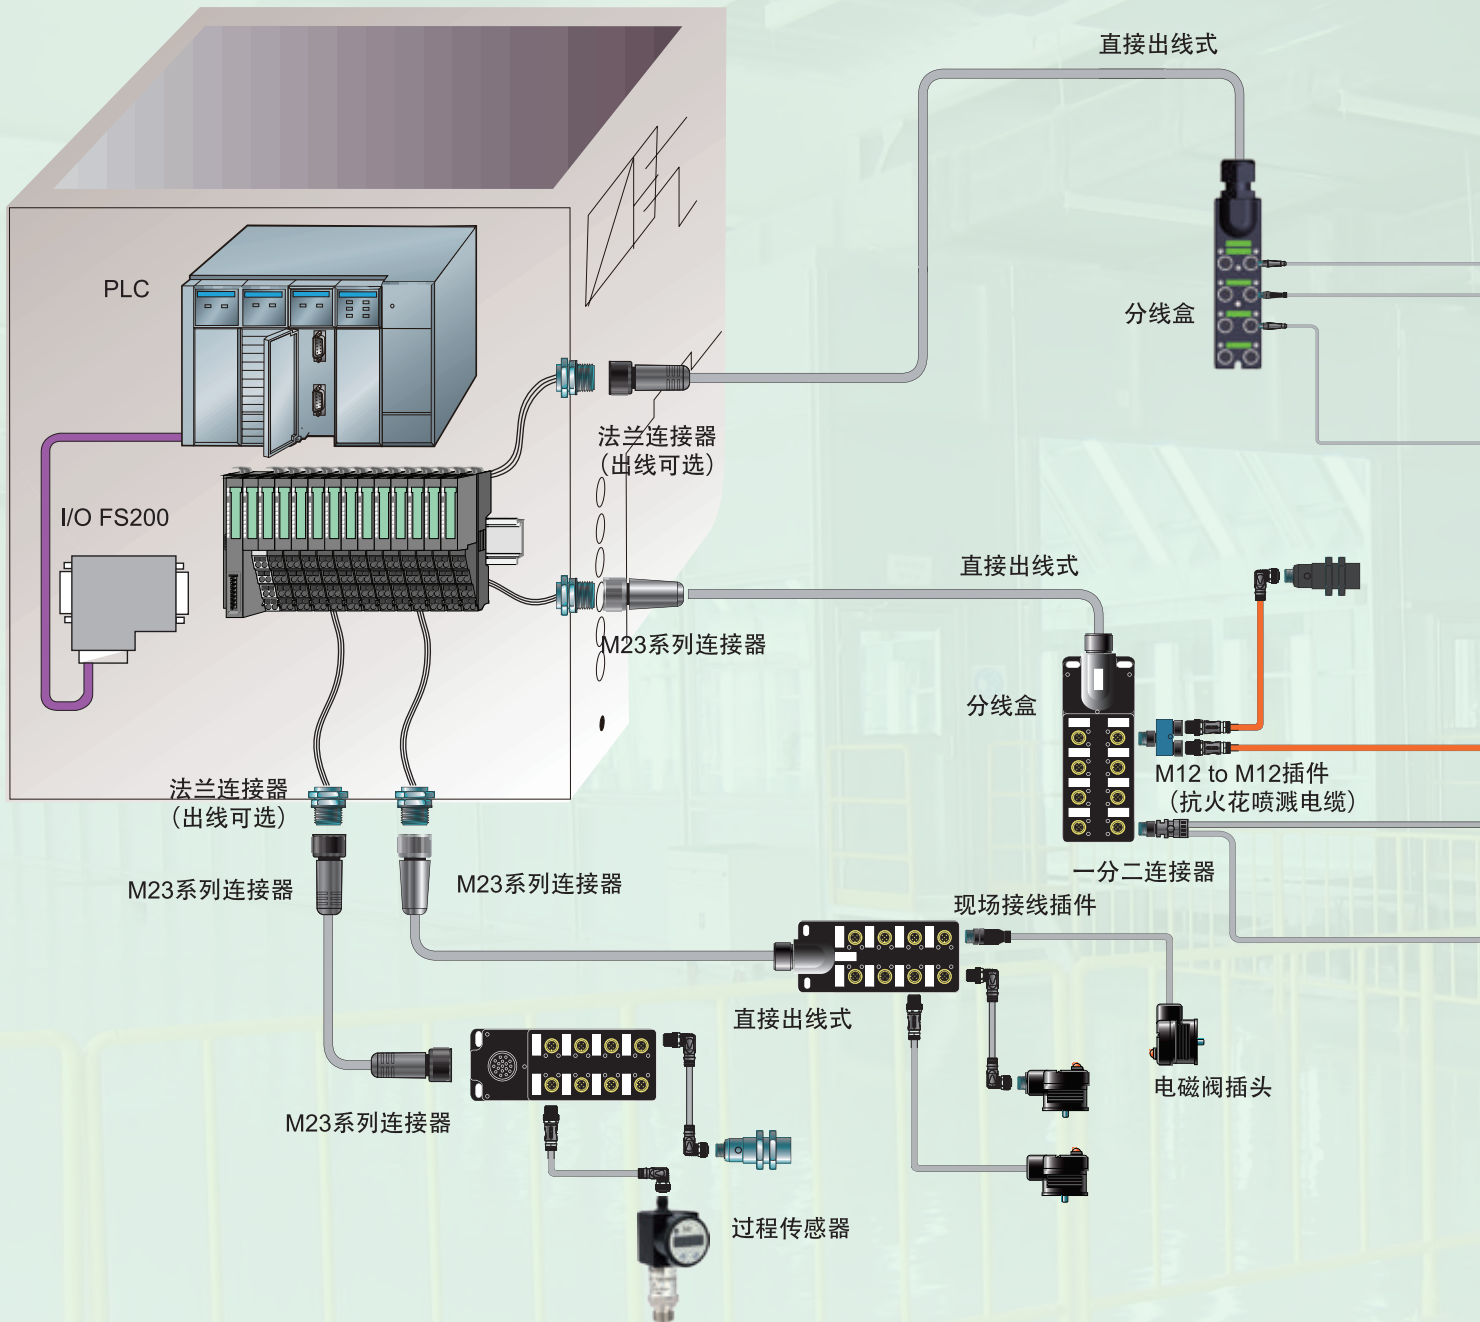 直接出线式
PLC
分线盒
法兰连接器
（出线可选）
I/O FS200
直接出线式
M23系列连接器
分线盒
M12 to M12插件
（抗火花喷溅电缆）
法兰连接器
（出线可选）
M23系列连接器
M23系列连接器
一分二连接器
现场接线插件
直接出线式
电磁阀插头
M23系列连接器
过程传感器